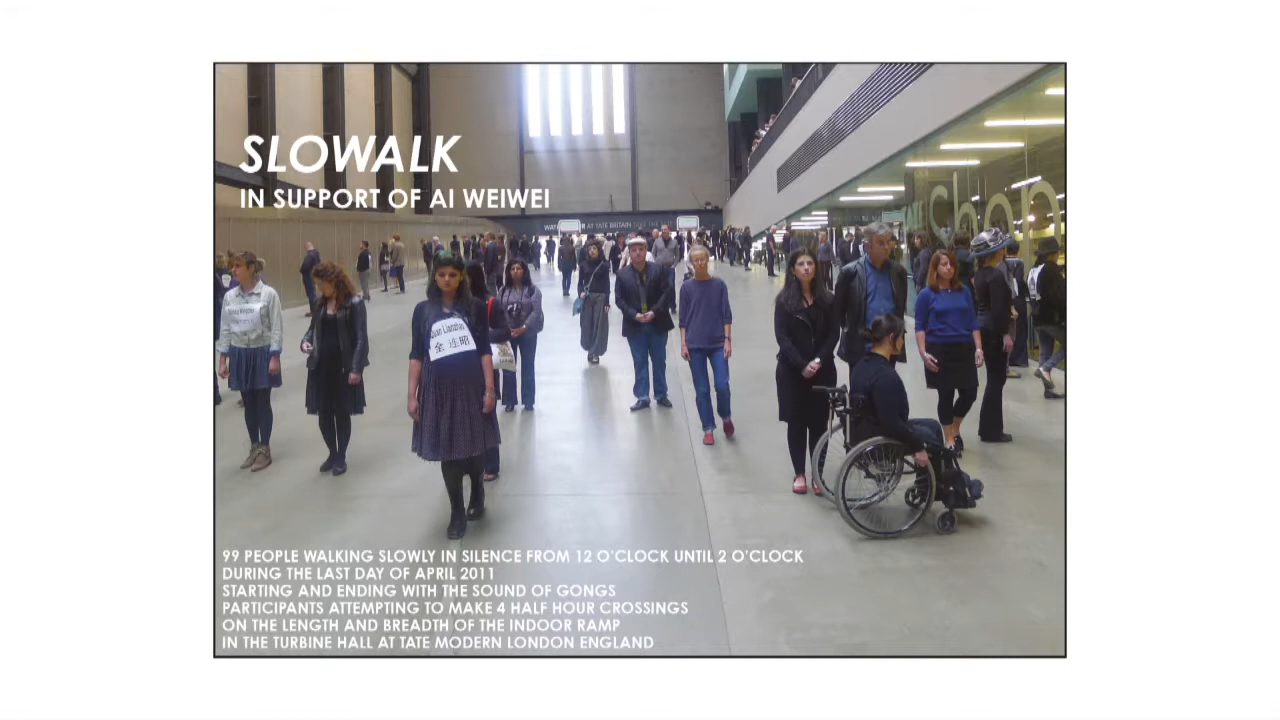 SLOWALK
IN SUPPORT OF AI WEIWEI
shop
Juan Lianzhao
全 连昭
99 PEOPLE WALKING SLOWLY IN SILENCE FROM 12 O'CLOCK UNTIL 2 O'CLOCK
DURING THE LAST DAY OF APRIL 2011
STARTING AND ENDING WITH THE SOUND OF GONGS
PARTICIPANTS ATTEMPTING TO MAKE 4 HALF HOUR CROSSINGS
ON THE LENGTH AND BREADTH OF THE INDOOR RAMP
IN THE TURBINE HALL AT TATE MODERN LONDON ENGLAND